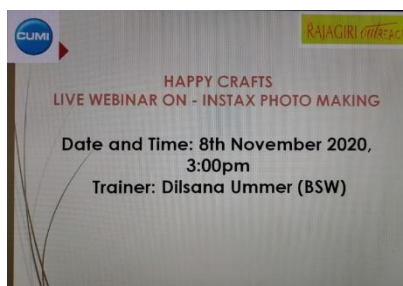 CUMI
RAJAGIRI OUTREACH
HAPPY CRAFTS
LIVE WEBINAR ON - INSTAX PHOTO MAKING
Date and Time: 8th November 2020,
3:00pm
Trainer: Dilsana Ummer (BSW)